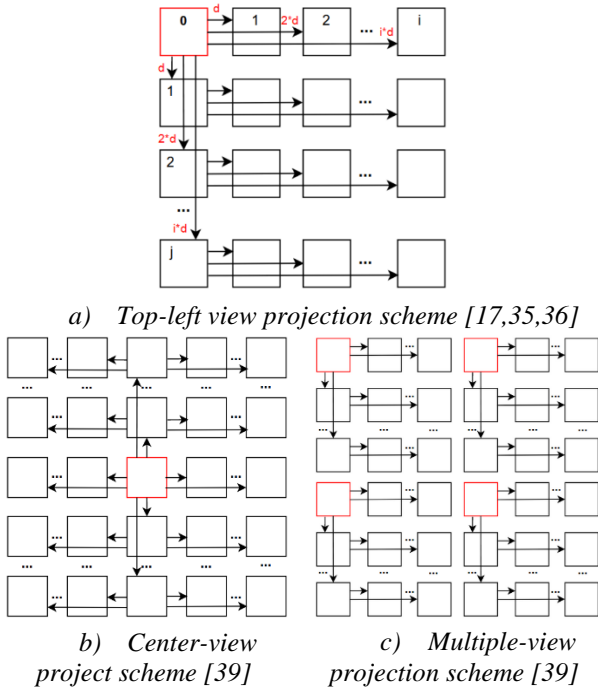 d
0 1 2*d 2 ... i*d i
d
1 ...
2*d
2 ...
...
i*d
j ...
a) Top-left view projection scheme [17,35,36]
... ...
... ... ...
... ...
... ...
... ...
... ... ...
... ...
b) Center-view
project scheme [39]
... ...
... ...
... ... ... ...
... ...
... ...
... ...
... ... ... ...
... ...
c) Multiple-view
projection scheme [39]